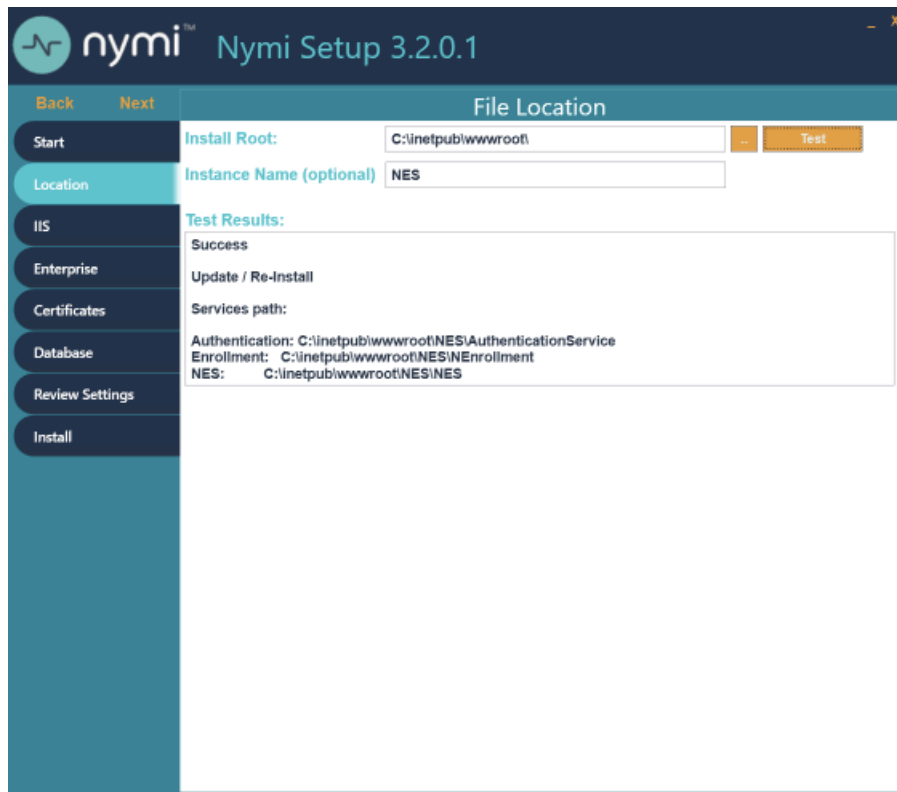 nymi™ Nymi Setup 3.2.0.1
_ x
Back Next
File Location
Start
Location
IIS
Enterprise
Certificates
Database
Review Settings
Install
Install Root: C:\inetpub\wwwroot\ .. Test
Instance Name (optional) NES
Test Results:
Success
Update / Re-Install
Services path:
Authentication: C:\inetpub\wwwroot\NES\AuthenticationService
Enrollment: C:\inetpub\wwwroot\NES\NEnrollment
NES: C:\inetpub\wwwroot\NES\NES